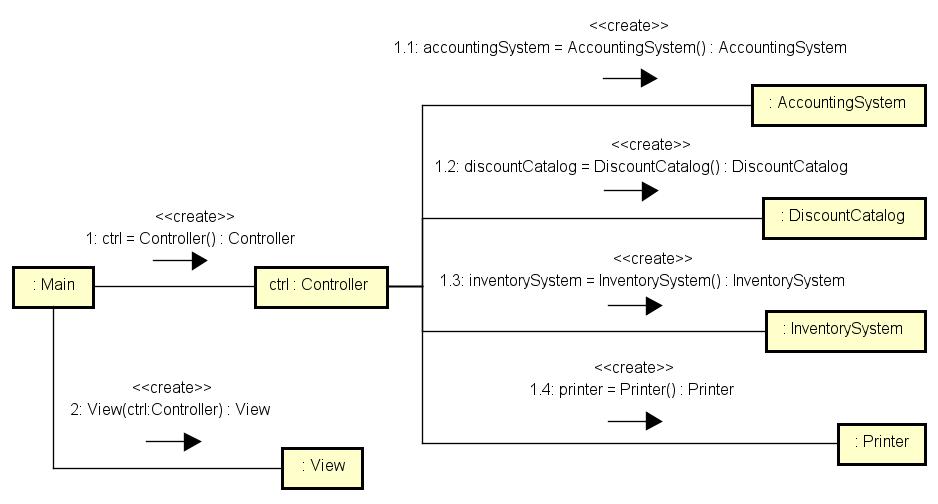 <<create>>
1.1: accountingSystem = AccountingSystem() : AccountingSystem
: AccountingSystem
<<create>>
1.2: discountCatalog = DiscountCatalog() : DiscountCatalog
: DiscountCatalog
<<create>>
1: ctrl = Controller() : Controller
: Main
ctrl : Controller
<<create>>
1.3: inventorySystem = InventorySystem() : InventorySystem
: InventorySystem
<<create>>
1.4: printer = Printer() : Printer
: Printer
<<create>>
2: View(ctrl:Controller) : View
: View